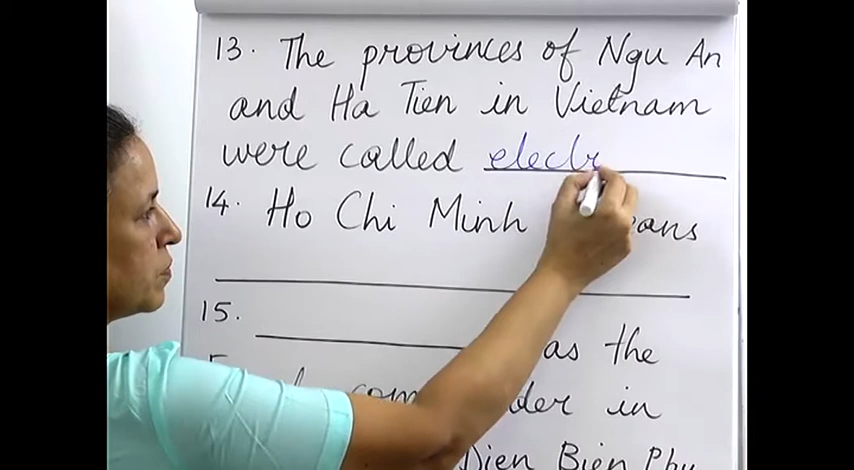 13. The provinces of Ngu An
and Ha Tien in Vietnam
were called electr
14. Ho Chi Minh
15.
as the
in
Dien Bien Phu